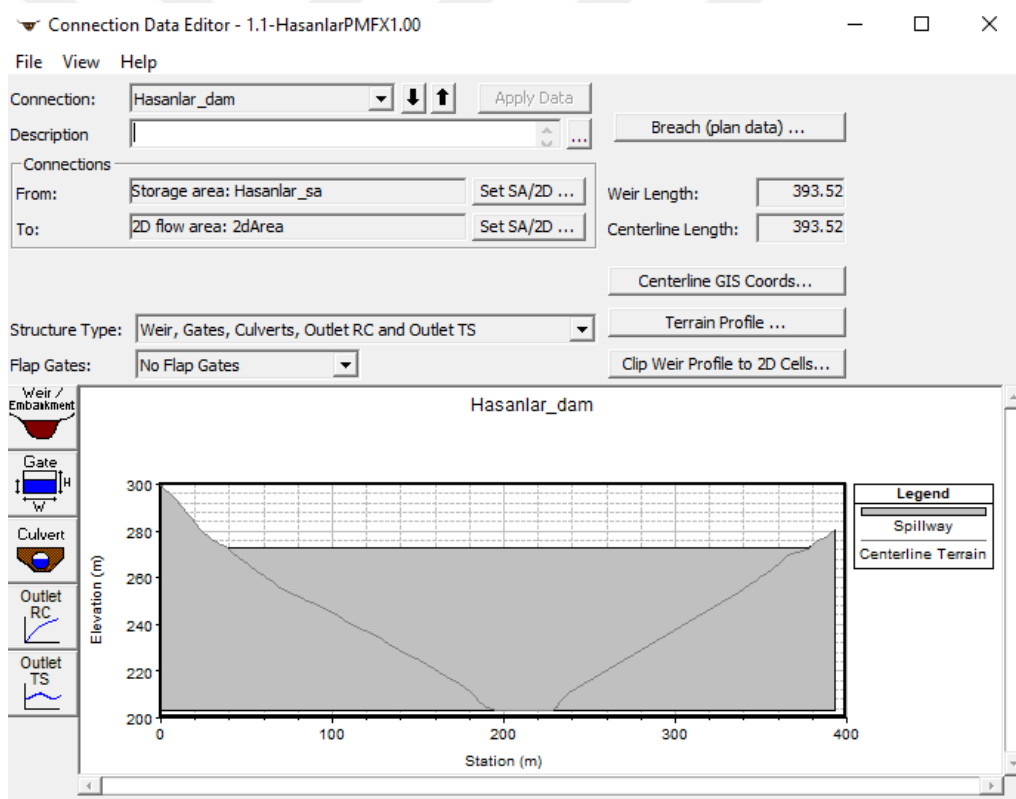 Connection Data Editor - 1.1-HasanlarPMFX1.00
File View Help
Connection: Hasanlar_dam Apply Data
Description ... Breach (plan data) ...
Connections
From: Storage area: Hasanlar_sa Set SA/2D ... Weir Length: 393.52
To: 2D flow area: 2dArea Set SA/2D ... Centerline Length: 393.52
Centerline GIS Coords...
Structure Type: Weir, Gates, Culverts, Outlet RC and Outlet TS Terrain Profile ...
Flap Gates: No Flap Gates Clip Weir Profile to 2D Cells...
Weir /
Embankment
Gate
H
W
Culvert
Outlet
RC
Outlet
TS
Hasanlar_dam
300
280
260
240
220
200
Elevation (m)
0 100 200 300 400
Station (m)
Legend
Spillway
Centerline Terrain